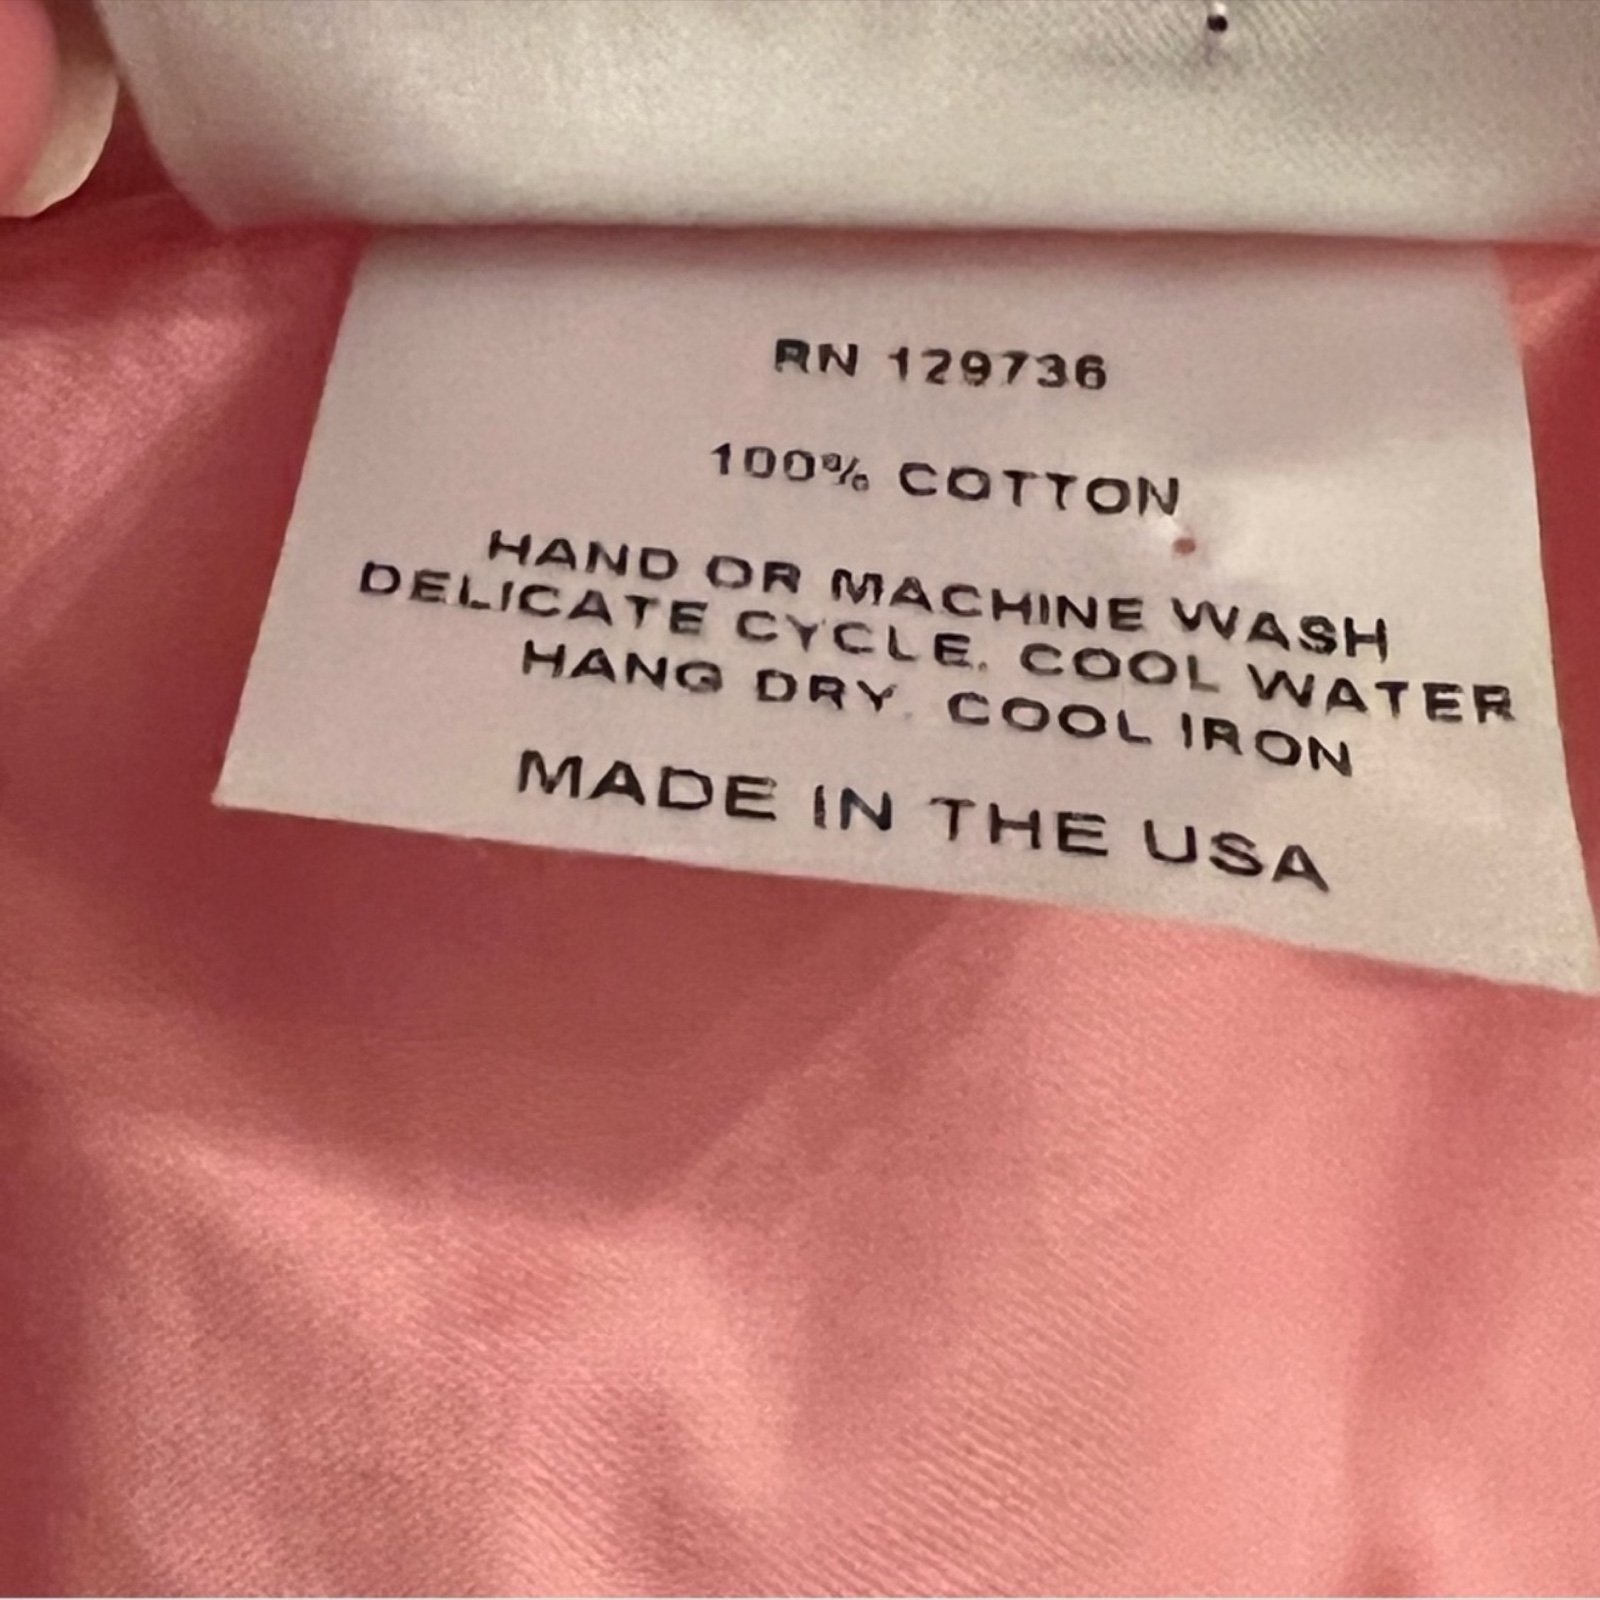 RN 129736
100% COTTON
HAND OR MACHINE WASH
DELICATE CYCLE. COOL WATER
HANG DRY. COOL IRON
MADE IN THE USA